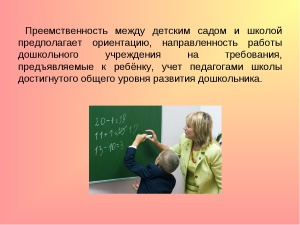 Преемственность между детским садом и школой
предполагает ориентацию, направленность работы
дошкольного учреждения на требования,
предъявляемые к ребёнку, учет педагогами школы
достигнутого общего уровня развития дошкольника.